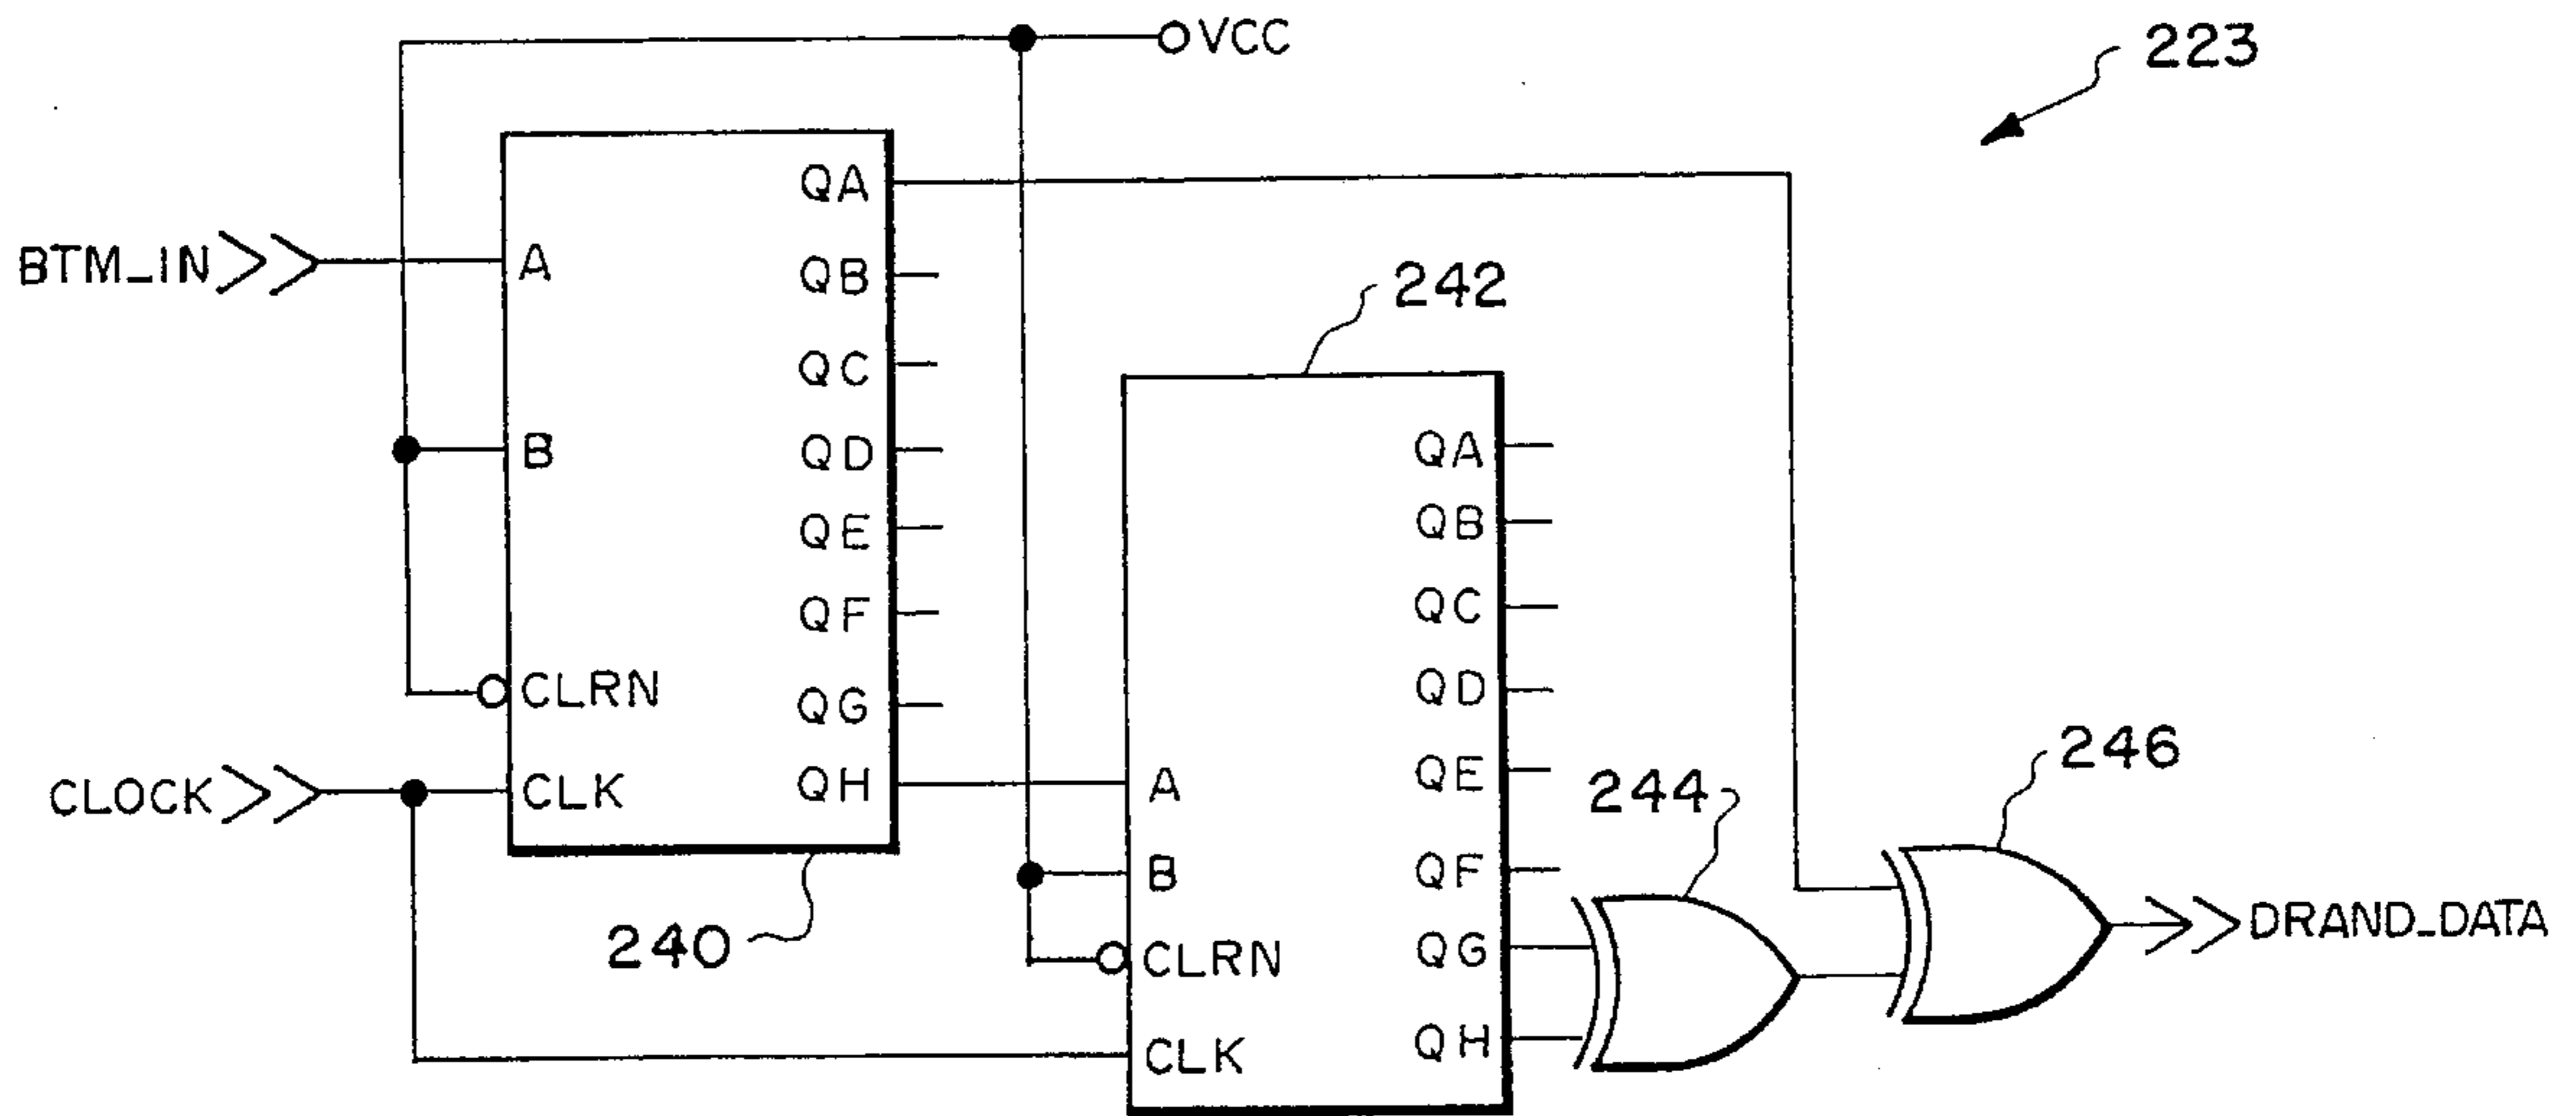 VCC
223
BTM_IN
A
B
CLRN
CLK
QA
QB
QC
QD
QE
QF
QG
QH
CLOCK
240
242
A
B
CLRN
CLK
QA
QB
QC
QD
QE
QF
QG
QH
244
246
DRAND_DATA